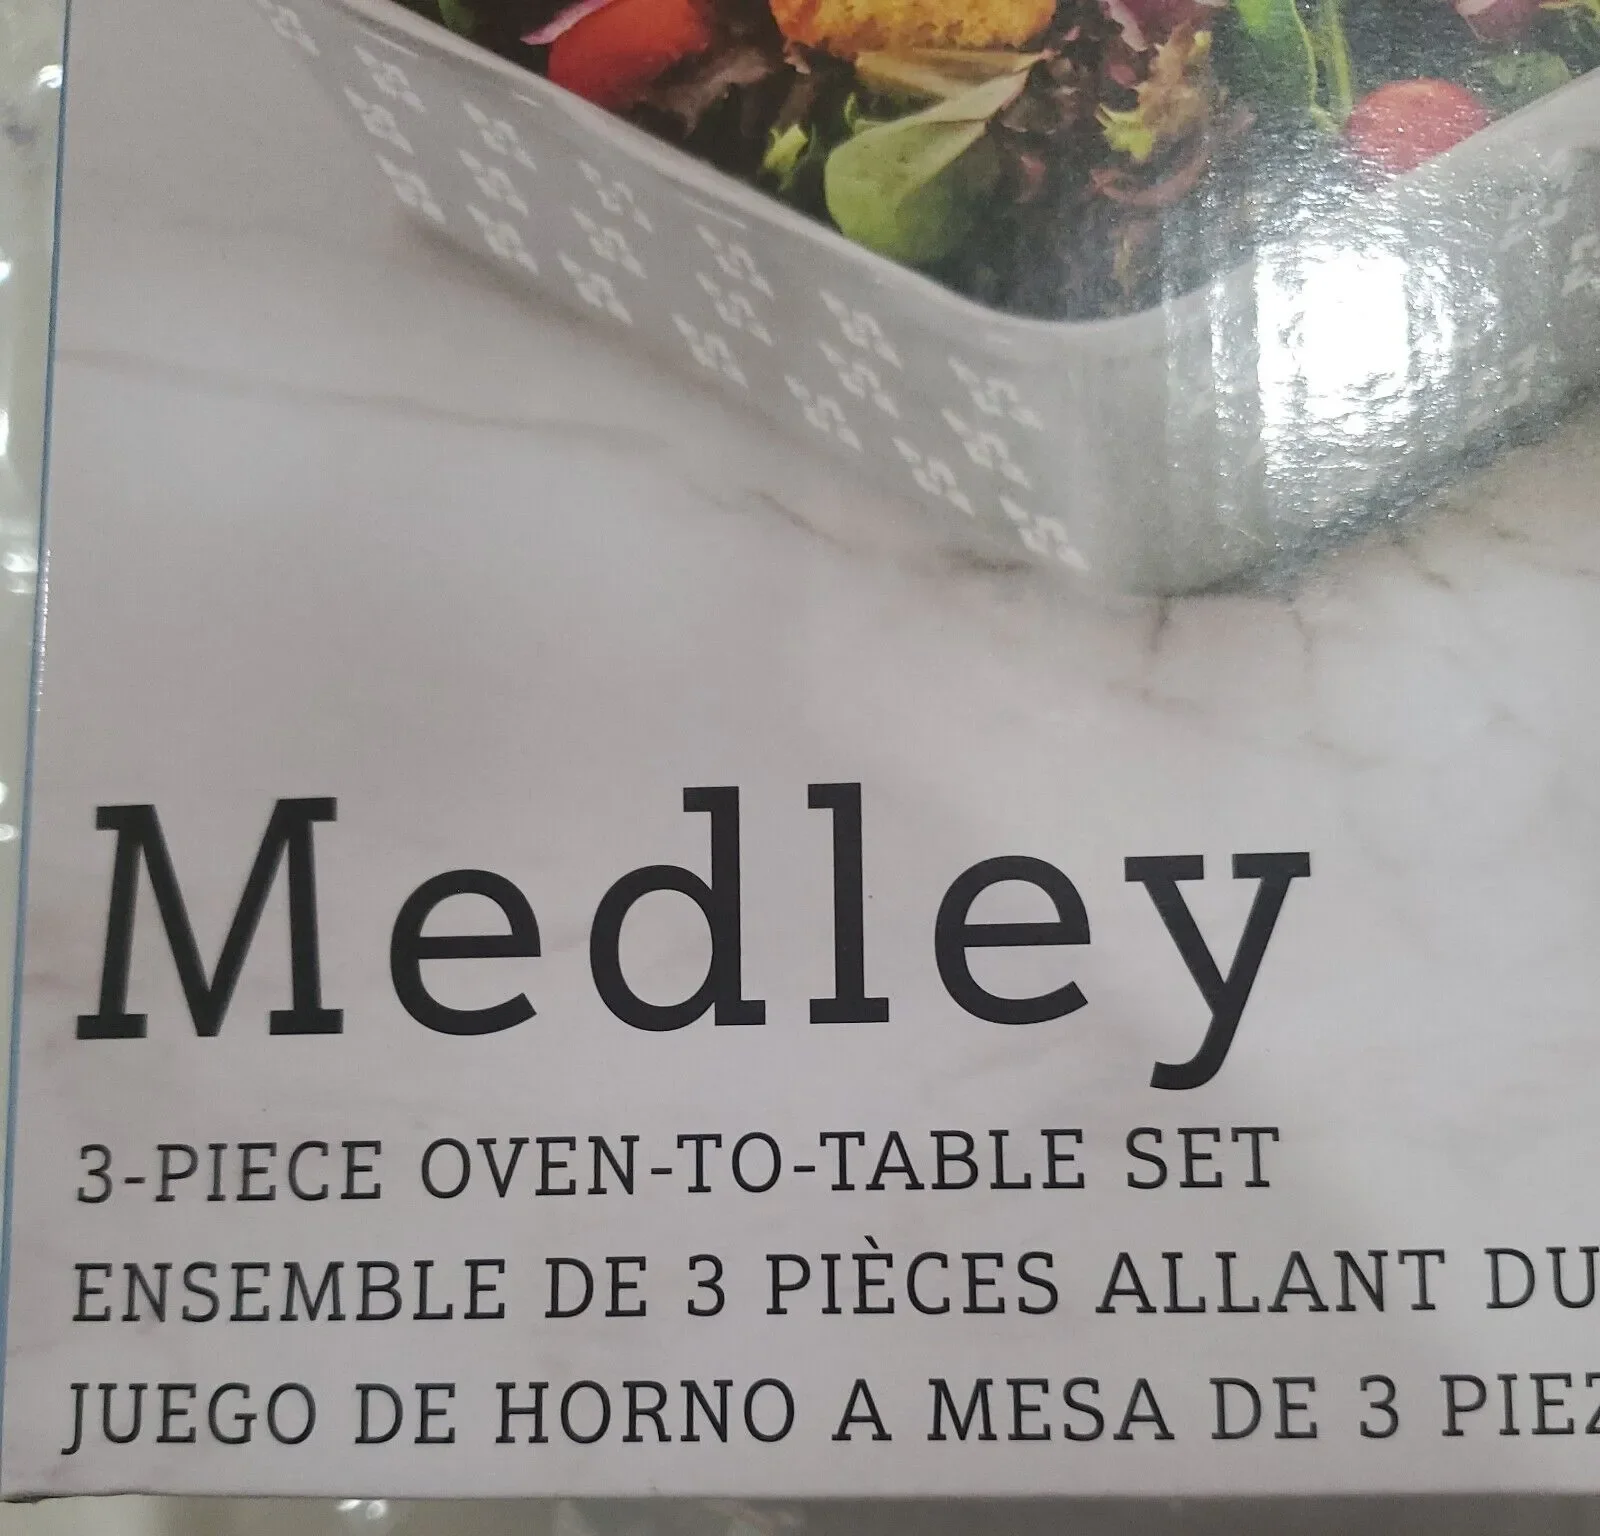 Medley
3-PIECE OVEN-TO-TABLE SET
ENSEMBLE DE 3 PIÈCES ALLANT DU
JUEGO DE HORNO A MESA DE 3 PIEZ